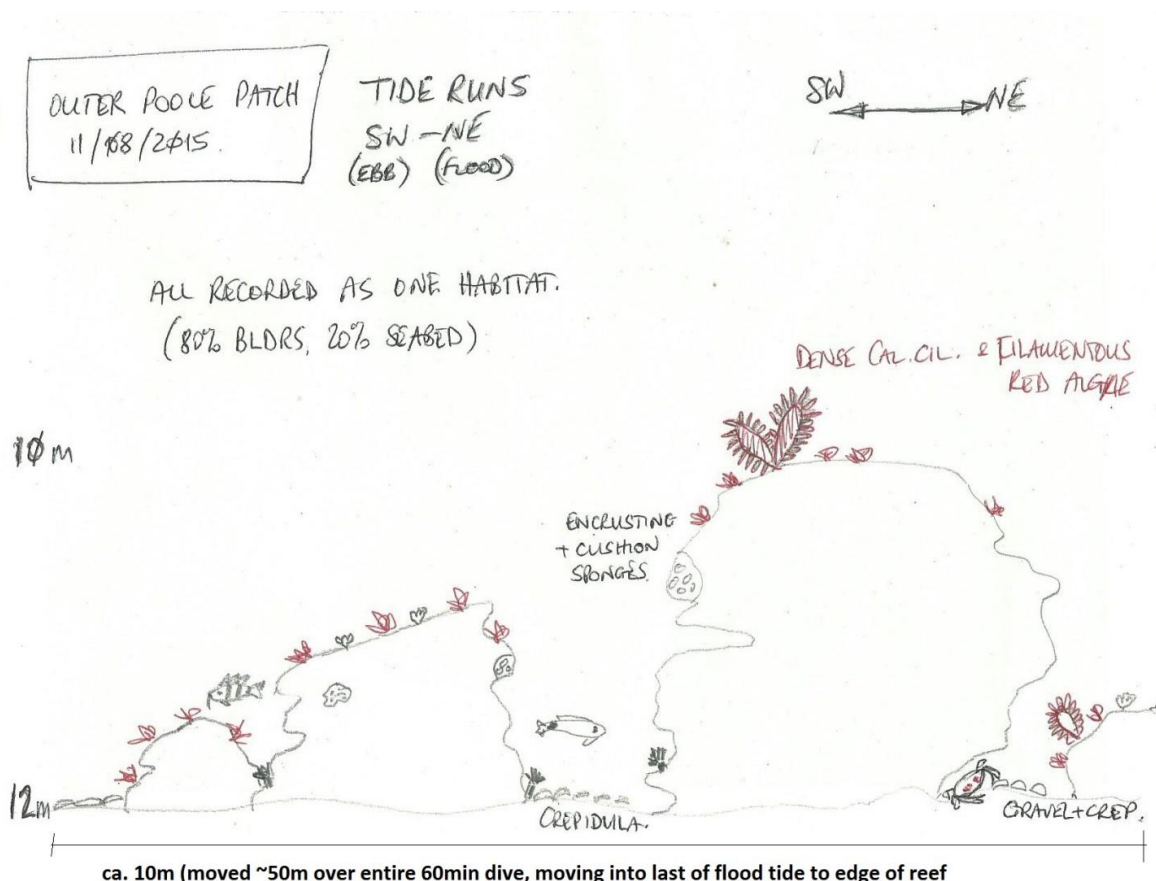 OUTER POOLE PATCH
11/08/2015.
TIDE RUNS
SW - NE
(EBB) (FLOOD)
SW NE
ALL RECORDED AS ONE HABITAT.
(80% BLDRS, 20% SEABED)
DENSE CAL.CIL. & FILAMENTOUS
RED ALGAE
10m
ENCRUSTING
+ CUSHION
SPONGES.
12m
CREPIDULA.
GRAVEL+CREP.
ca. 10m (moved ~50m over entire 60min dive, moving into last of flood tide to edge of reef